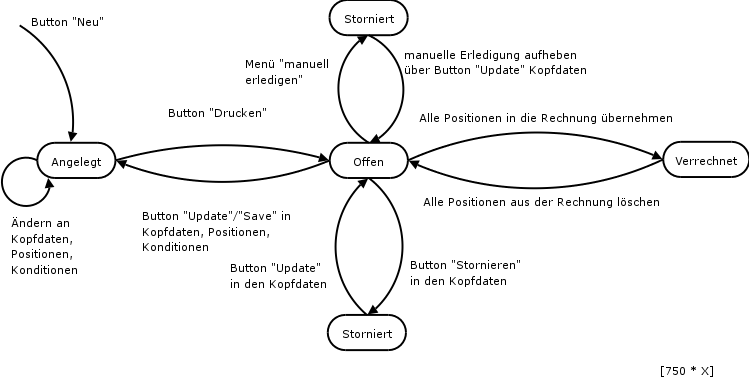 Button "Neu"
Storniert
Menü "manuell
erledigen"
manuelle Erledigung aufheben
über Button "Update" Kopfdaten
Button "Drucken"
Alle Positionen in die Rechnung übernehmen
Angelegt
Offen
Verrechnet
Alle Positionen aus der Rechnung löschen
Ändern an
Kopfdaten,
Positionen,
Konditionen
Button "Update"/"Save" in
Kopfdaten, Positionen,
Konditionen
Button "Update"
in den Kopfdaten
Button "Stornieren"
in den Kopfdaten
Storniert
[750 * X]